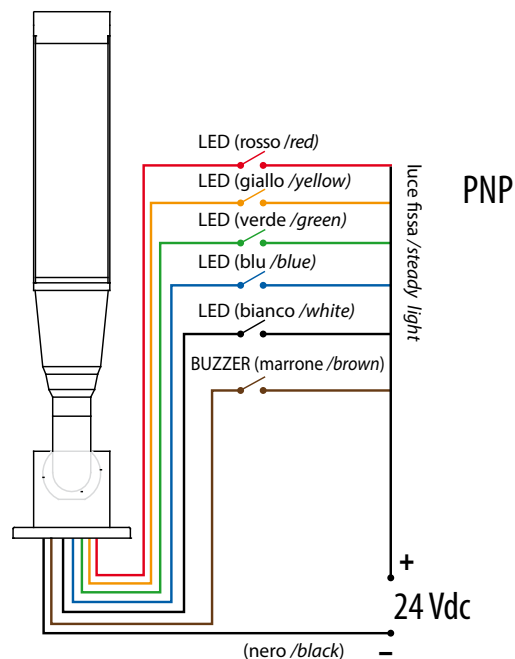 LED (rosso /red)
LED (giallo /yellow)
LED (verde /green)
LED (blu /blue)
LED (bianco /white)
BUZZER (marrone /brown)
luce fissa /steady light
PNP
+
24 Vdc
–
(nero /black)